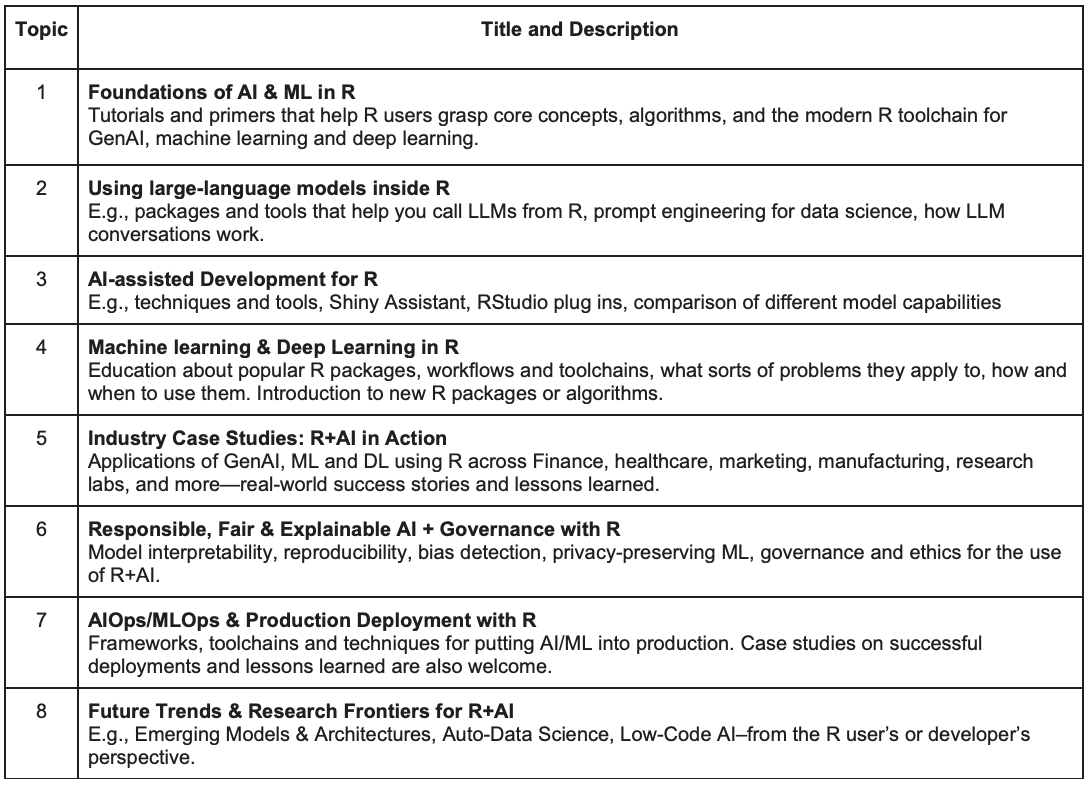 Topic Title and Description
1 Foundations of AI & ML in R
Tutorials and primers that help R users grasp core concepts, algorithms, and the modern R toolchain for
GenAI, machine learning and deep learning.
2 Using large-language models inside R
E.g., packages and tools that help you call LLMs from R, prompt engineering for data science, how LLM
conversations work.
3 AI-assisted Development for R
E.g., techniques and tools, Shiny Assistant, RStudio plug ins, comparison of different model capabilities
4 Machine learning & Deep Learning in R
Education about popular R packages, workflows and toolchains, what sorts of problems they apply to, how and
when to use them. Introduction to new R packages or algorithms.
5 Industry Case Studies: R+AI in Action
Applications of GenAI, ML and DL using R across Finance, healthcare, marketing, manufacturing, research
labs, and more—real-world success stories and lessons learned.
6 Responsible, Fair & Explainable AI + Governance with R
Model interpretability, reproducibility, bias detection, privacy-preserving ML, governance and ethics for the use
of R+AI.
7 AIOps/MLOps & Production Deployment with R
Frameworks, toolchains and techniques for putting AI/ML into production. Case studies on successful
deployments and lessons learned are also welcome.
8 Future Trends & Research Frontiers for R+AI
E.g., Emerging Models & Architectures, Auto-Data Science, Low-Code AI–from the R user’s or developer’s
perspective.